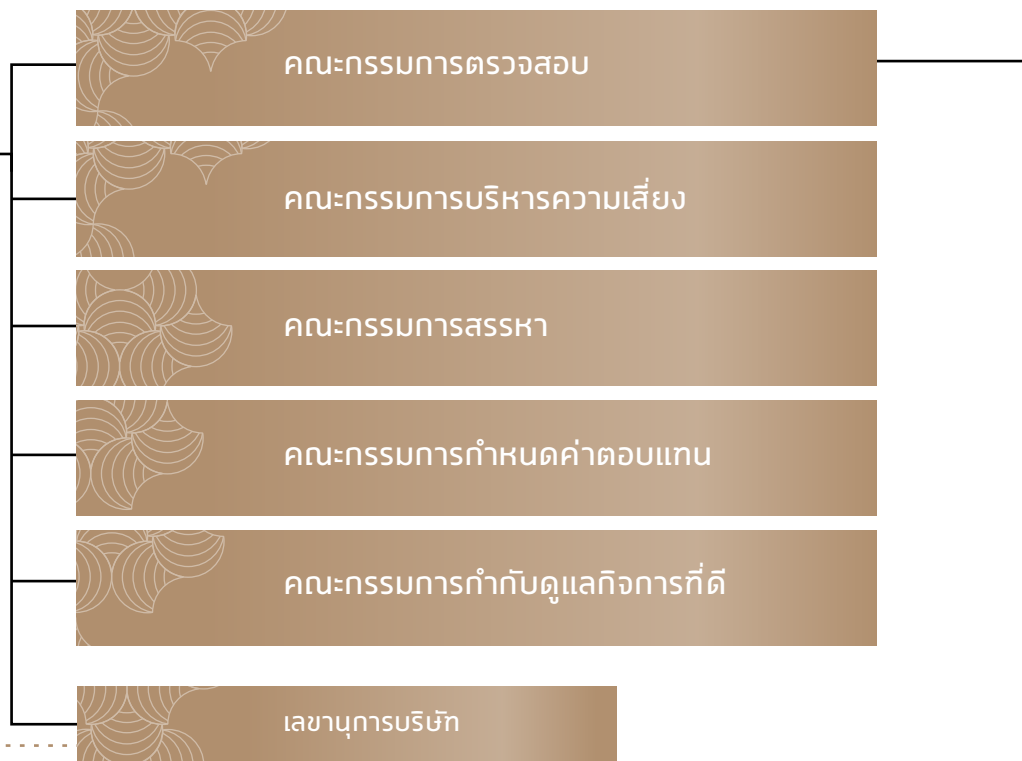 คณะกรรมการตรวจสอบ
คณะกรรมการบริหารความเสี่ยง
คณะกรรมการสรรหา
คณะกรรมการกำหนดค่าตอบแทน
คณะกรรมการกำกับดูแลกิจการที่ดี
เลขานุการบริษัท